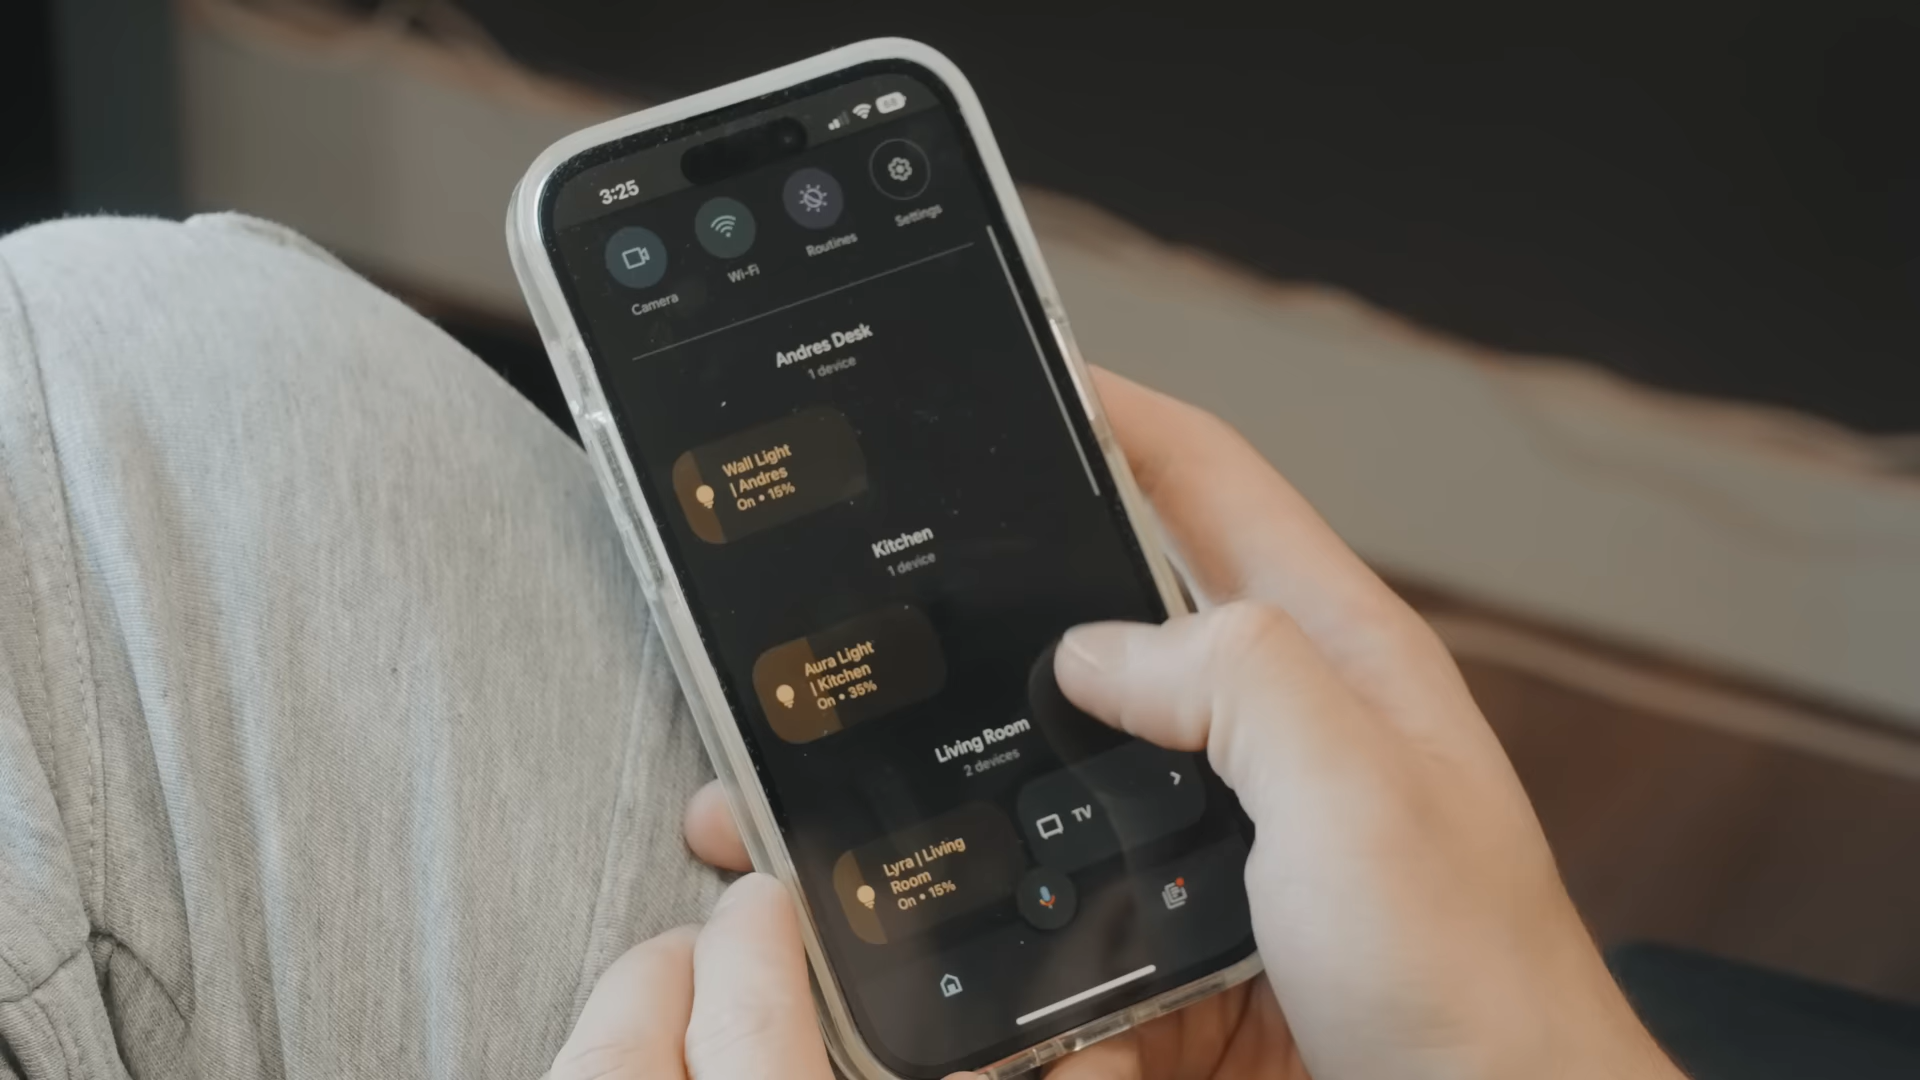 3:25
68
Camera
Wi-Fi
Routines
Settings
Andres Desk
1 device
Wall Light
| Andres
On • 15%
Kitchen
1 device
Aura Light
| Kitchen
On • 35%
Living Room
2 devices
Lyra | Living
Room
On • 15%
TV